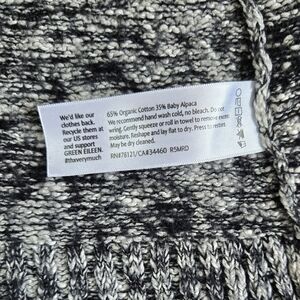 We'd like our
clothes back.
Recycle them at
our US stores
and support
GREEN EILEEN.
#thaverymuch
65% Organic Cotton 35% Baby Alpaca
We recommend hand wash cold, no bleach. Do not
wring. Gently squeeze or roll in towel to remove extra
moisture. Reshape and lay flat to dry. Press to restore.
May be dry cleaned.
RN#76121/CA#34460 R5MRD